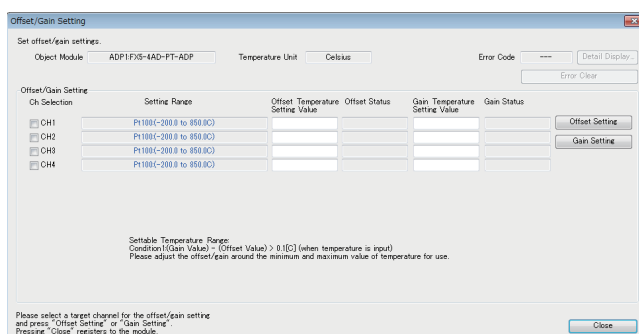 Offset/Gain Setting
Set offset/gain settings.
Object Module ADP1:FX5-4AD-PT-ADP Temperature Unit Celsius Error Code --- Detail Display..
Error Clear
Offset/Gain Setting
Ch Selection Setting Range Offset Temperature Setting Value Offset Status Gain Temperature Setting Value Gain Status
CH1 Pt100:(-200.0 to 850.0C) Offset Setting
CH2 Pt100:(-200.0 to 850.0C) Gain Setting
CH3 Pt100:(-200.0 to 850.0C)
CH4 Pt100:(-200.0 to 850.0C)
Settable Temperature Range:
Condition1:(Gain Value) - (Offset Value) > 0.1[C] (when temperature is input)
Please adjust the offset/gain around the minimum and maximum value of temperature for use.
Please select a target channel for the offset/gain setting
and press "Offset Setting" or "Gain Setting".
Pressing "Close" registers to the module.
Close